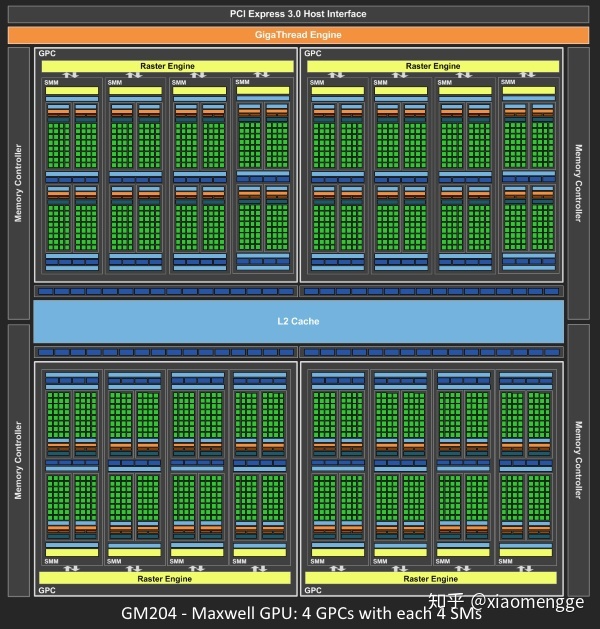 PCI Express 3.0 Host Interface
GigaThread Engine
GPC
GPC
Raster Engine
Raster Engine
SMM
SMM
SMM
SMM
SMM
SMM
SMM
SMM
Memory Controller
Memory Controller
L2 Cache
Memory Controller
Memory Controller
SMM
SMM
SMM
SMM
SMM
SMM
SMM
SMM
Raster Engine
Raster Engine
GPC
GPC
知乎 @xiaomengge
GM204 - Maxwell GPU: 4 GPCs with each 4 SMs